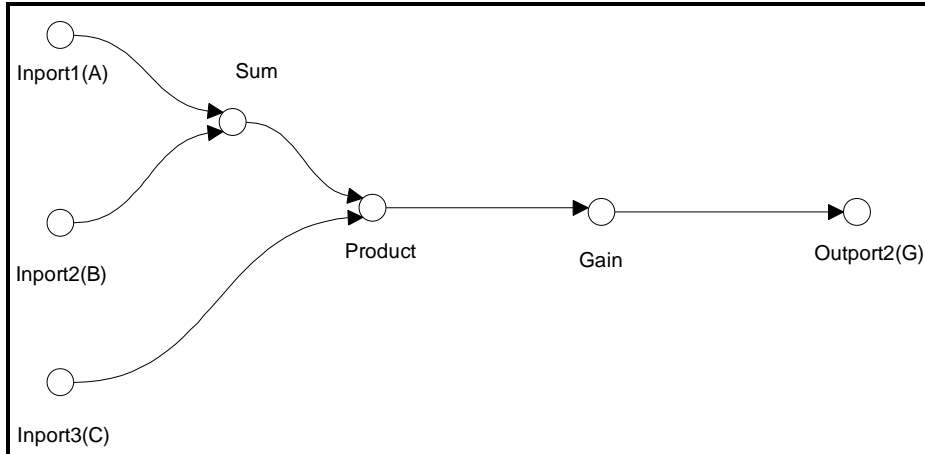 Inport1(A)
Sum
Inport2(B)
Product
Gain
Outport2(G)
Inport3(C)